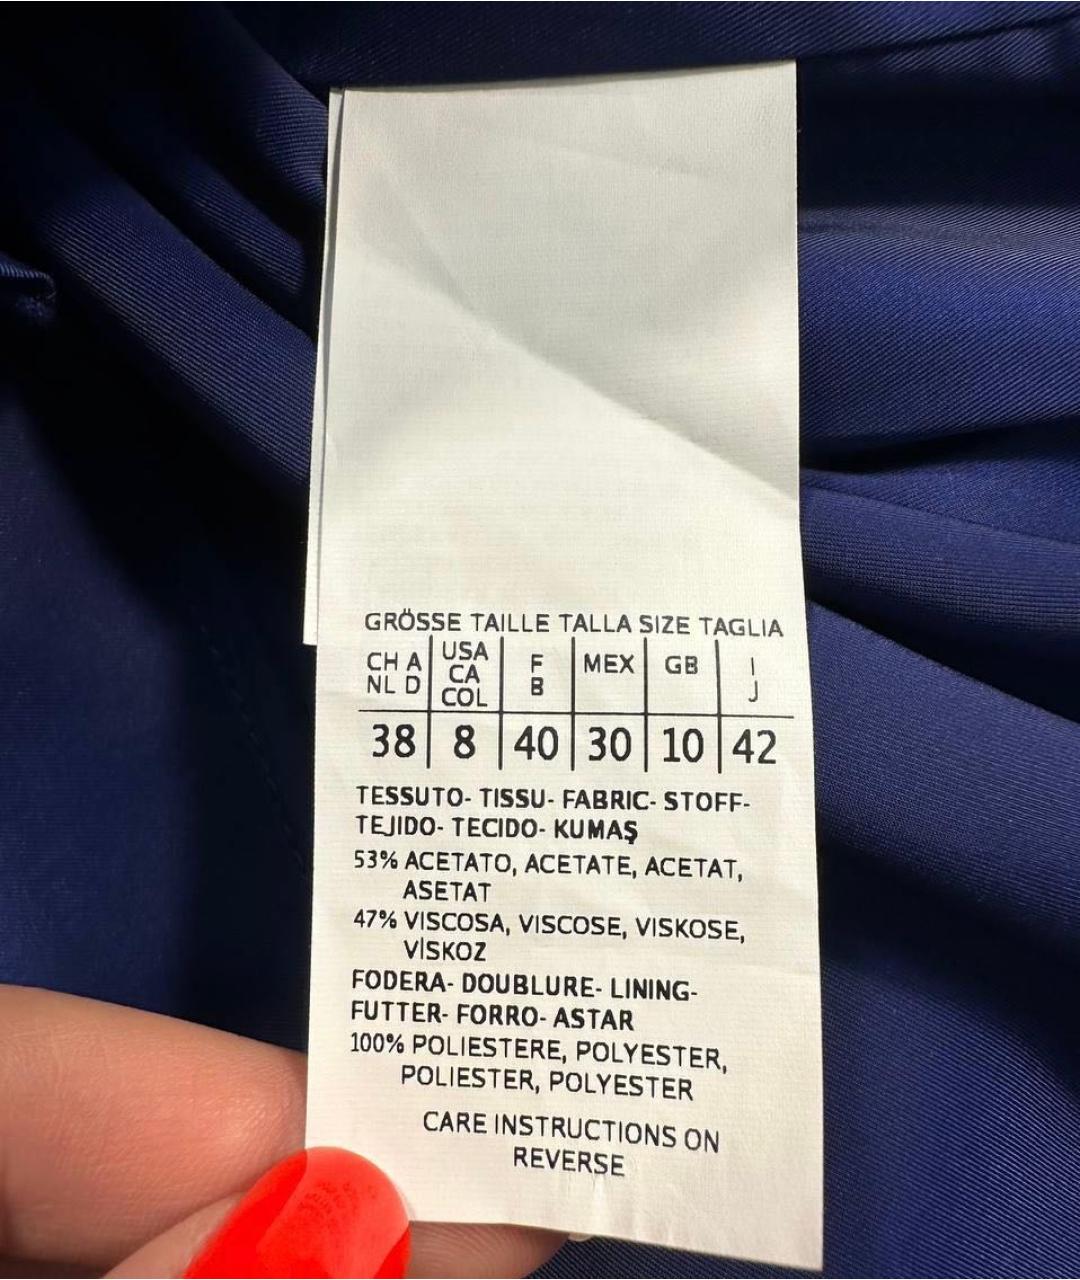 GRÖSSE TAILLE TALLA SIZE TAGLIA
CH A USA F MEX GB I
NL D CA B J
COL
38 8 40 30 10 42
TESSUTO- TISSU- FABRIC- STOFF-
TEJIDO- TECIDO- KUMAŞ
53% ACETATO, ACETATE, ACETAT,
ASETAT
47% VISCOSA, VISCOSE, VISKOSE,
VİSKOZ
FODERA- DOUBLURE- LINING-
FUTTER- FORRO- ASTAR
100% POLIESTERE, POLYESTER,
POLIESTER, POLYESTER
CARE INSTRUCTIONS ON
REVERSE